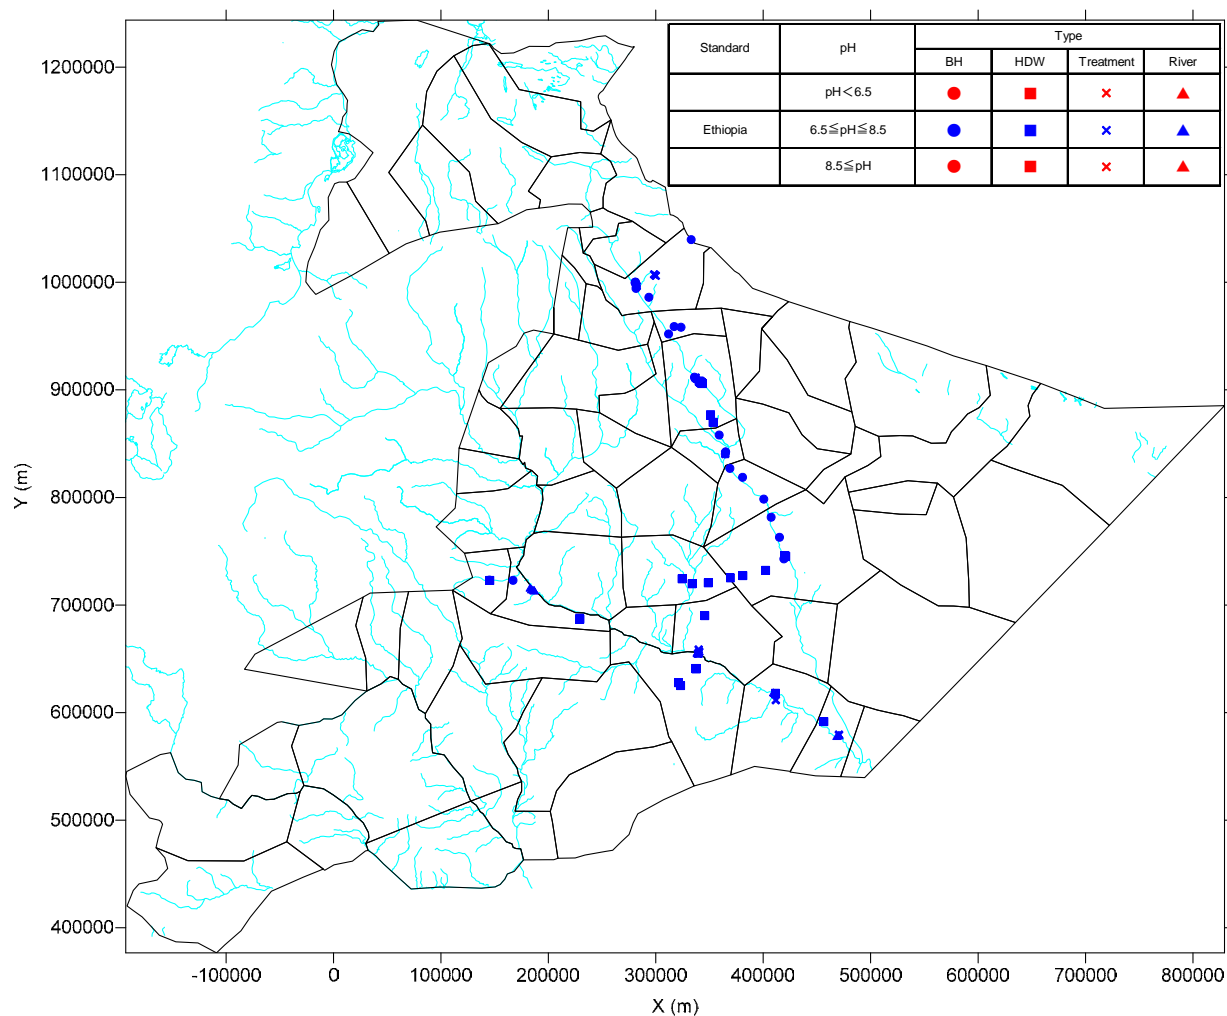 Standard pH Type
BH HDW Treatment River
pH＜6.5
Ethiopia 6.5≦pH≦8.5
8.5≦pH
1200000
1100000
1000000
900000
800000
700000
600000
500000
400000
Y (m)
-100000 0 100000 200000 300000 400000 500000 600000 700000 800000
X (m)